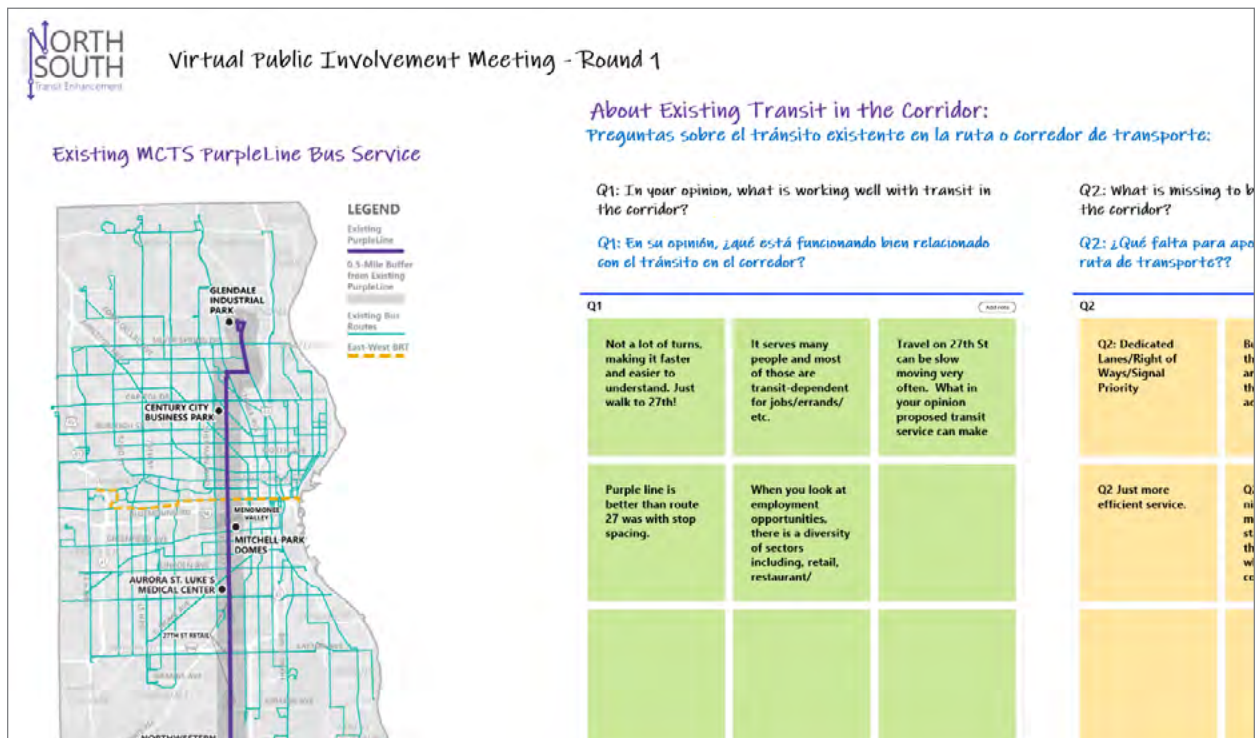 NORTH
SOUTH
Transit Enhancement
Virtual Public Involvement Meeting - Round 1
Existing MCTS PurpleLine Bus Service
LEGEND
Existing
PurpleLine
0.5-Mile Buffer
from Existing
PurpleLine
Existing Bus
Routes
East-West BRT
GLENDALE
INDUSTRIAL
PARK
CENTURY CITY
BUSINESS PARK
MENOMONEE
VALLEY
MITCHELL PARK
DOMES
AURORA ST. LUKE'S
MEDICAL CENTER
27TH ST RETAIL
NORTHWESTERN
About Existing Transit in the Corridor:
Preguntas sobre el tránsito existente en la ruta o corredor de transporte:
Q1: In your opinion, what is working well with transit in
the corridor?
Q1: En su opinión, ¿qué está funcionando bien relacionado
con el tránsito en el corredor?
Q1
Add note
Not a lot of turns,
making it faster
and easier to
understand. Just
walk to 27th!
It serves many
people and most
of those are
transit-dependent
for jobs/errands/
etc.
Travel on 27th St
can be slow
moving very
often. What in
your opinion
proposed transit
service can make
Purple line is
better than route
27 was with stop
spacing.
When you look at
employment
opportunities,
there is a diversity
of sectors
including, retail,
restaurant/
Q2: What is missing to b
the corridor?
Q2: ¿Qué falta para apo
ruta de transporte??
Q2
Q2: Dedicated
Lanes/Right of
Ways/Signal
Priority
Q2 Just more
efficient service.